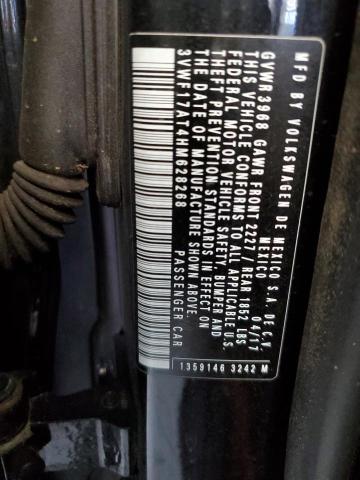 MFD BY VOLKSWAGEN DE MEXICO S.A. DE C.V.
MEXICO 04/17
GVWR 3968 GAWR FRONT 2227 // REAR 1852 LBS
THIS VEHICLE CONFORMS TO ALL APPLICABLE U.S.
FEDERAL MOTOR VEHICLE SAFETY, BUMPER AND
THEFT PREVENTION STANDARDS IN EFFECT ON
THE DATE OF MANUFACTURE SHOWN ABOVE.
3VWF17AT4HM628268 PASSENGER CAR
1359146 3242 M